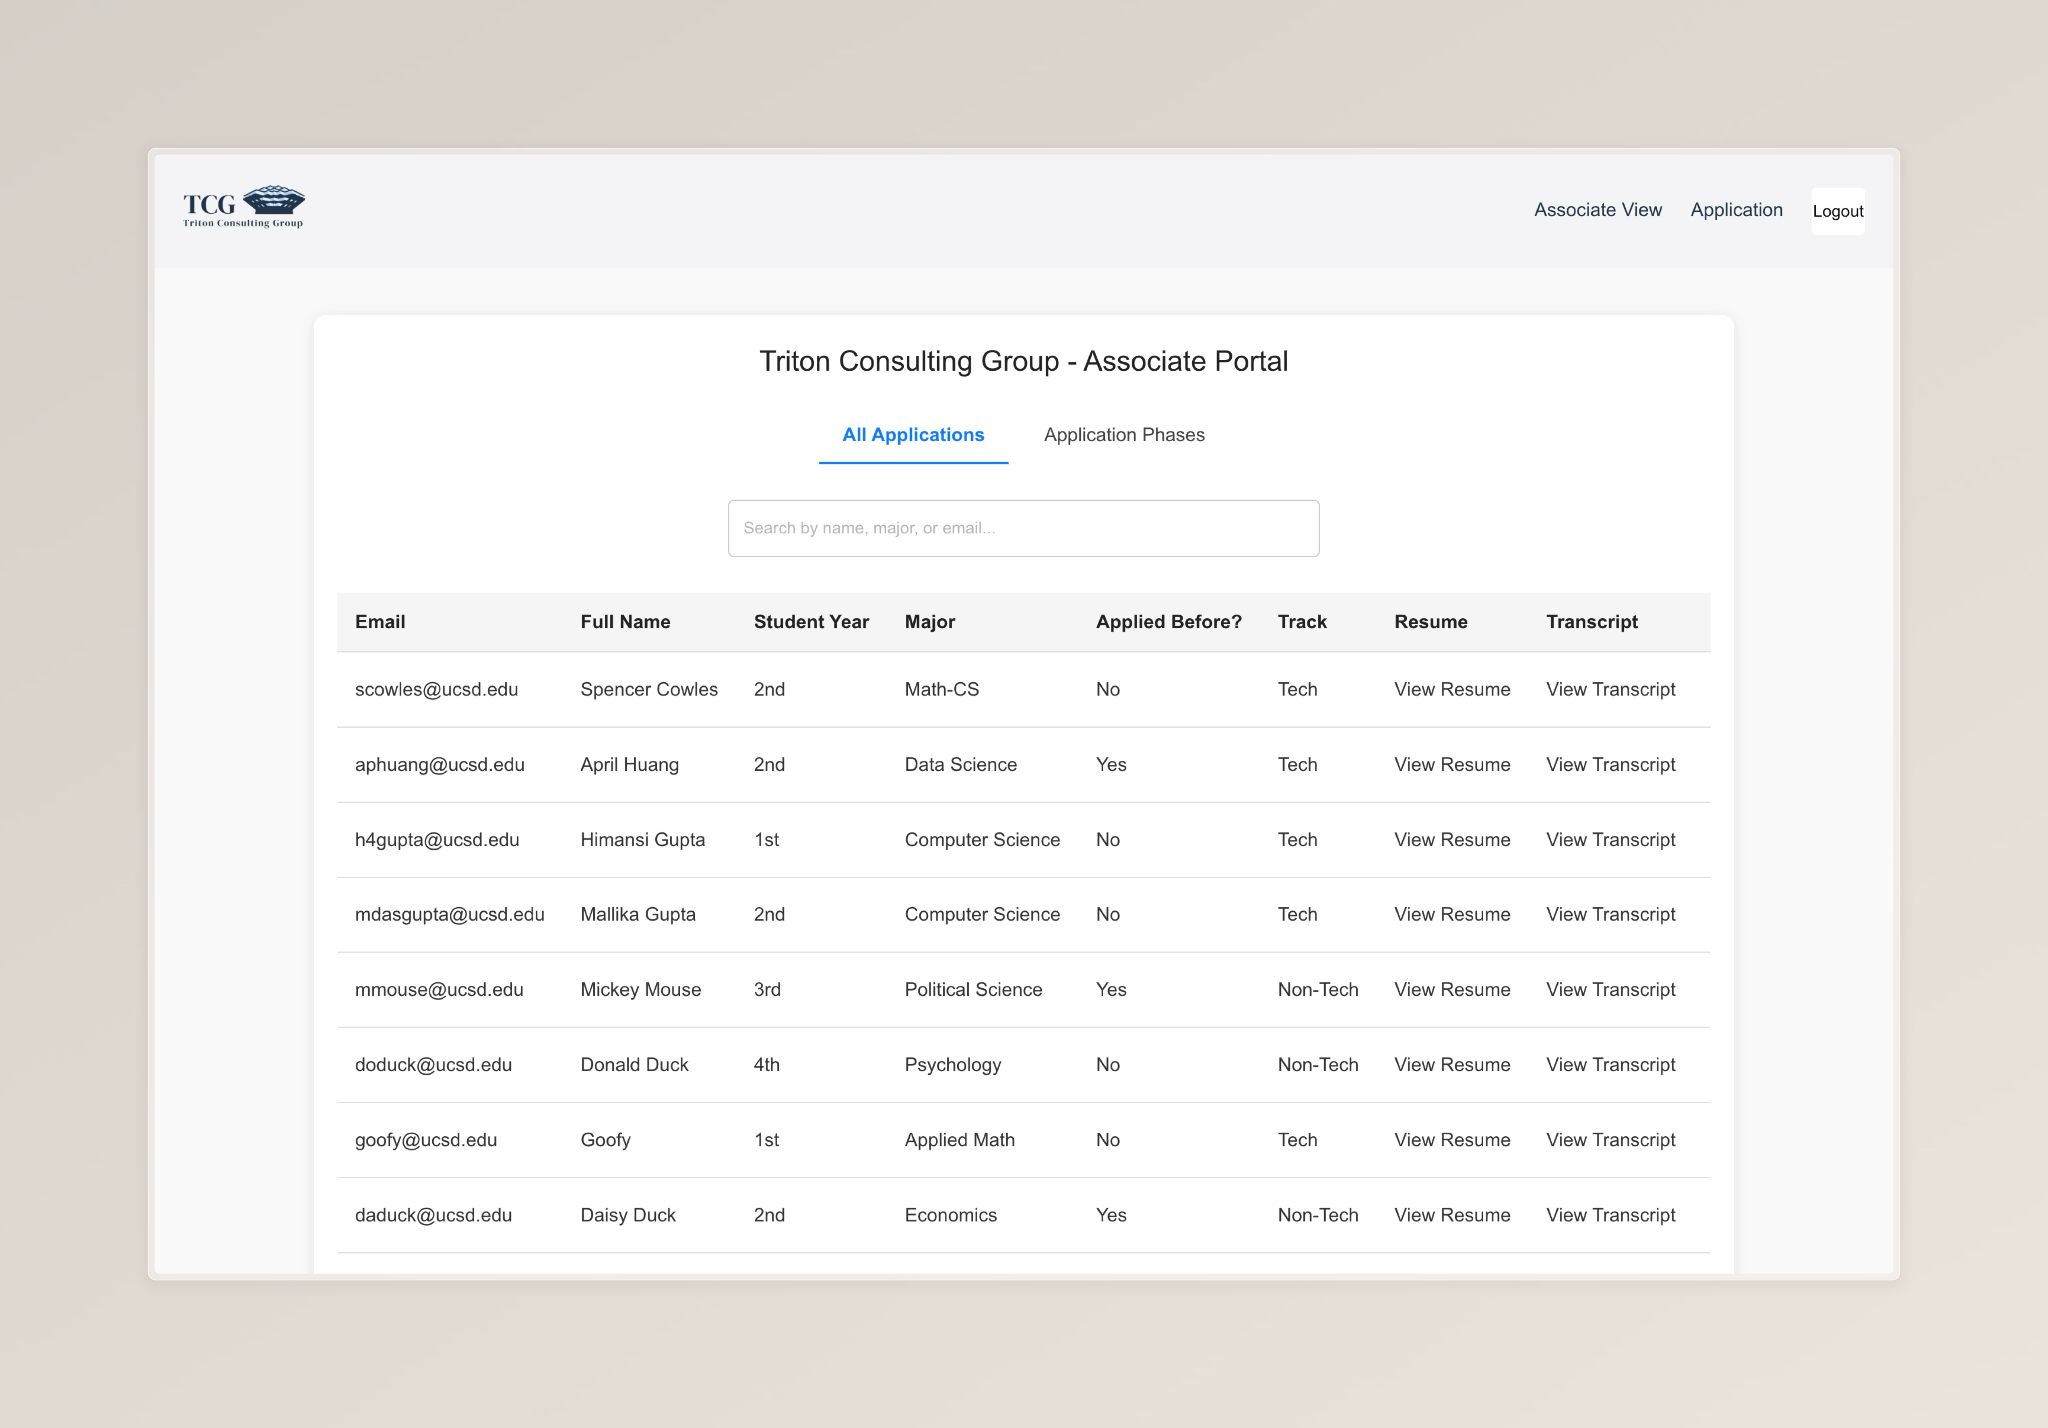 TCG
Triton Consulting Group
Associate View Application Logout
Triton Consulting Group - Associate Portal
All Applications Application Phases
Search by name, major, or email...
Email Full Name Student Year Major Applied Before? Track Resume Transcript
scowles@ucsd.edu Spencer Cowles 2nd Math-CS No Tech View Resume View Transcript
aphuang@ucsd.edu April Huang 2nd Data Science Yes Tech View Resume View Transcript
h4gupta@ucsd.edu Himansi Gupta 1st Computer Science No Tech View Resume View Transcript
mdasgupta@ucsd.edu Mallika Gupta 2nd Computer Science No Tech View Resume View Transcript
mmouse@ucsd.edu Mickey Mouse 3rd Political Science Yes Non-Tech View Resume View Transcript
doduck@ucsd.edu Donald Duck 4th Psychology No Non-Tech View Resume View Transcript
goofy@ucsd.edu Goofy 1st Applied Math No Tech View Resume View Transcript
daduck@ucsd.edu Daisy Duck 2nd Economics Yes Non-Tech View Resume View Transcript